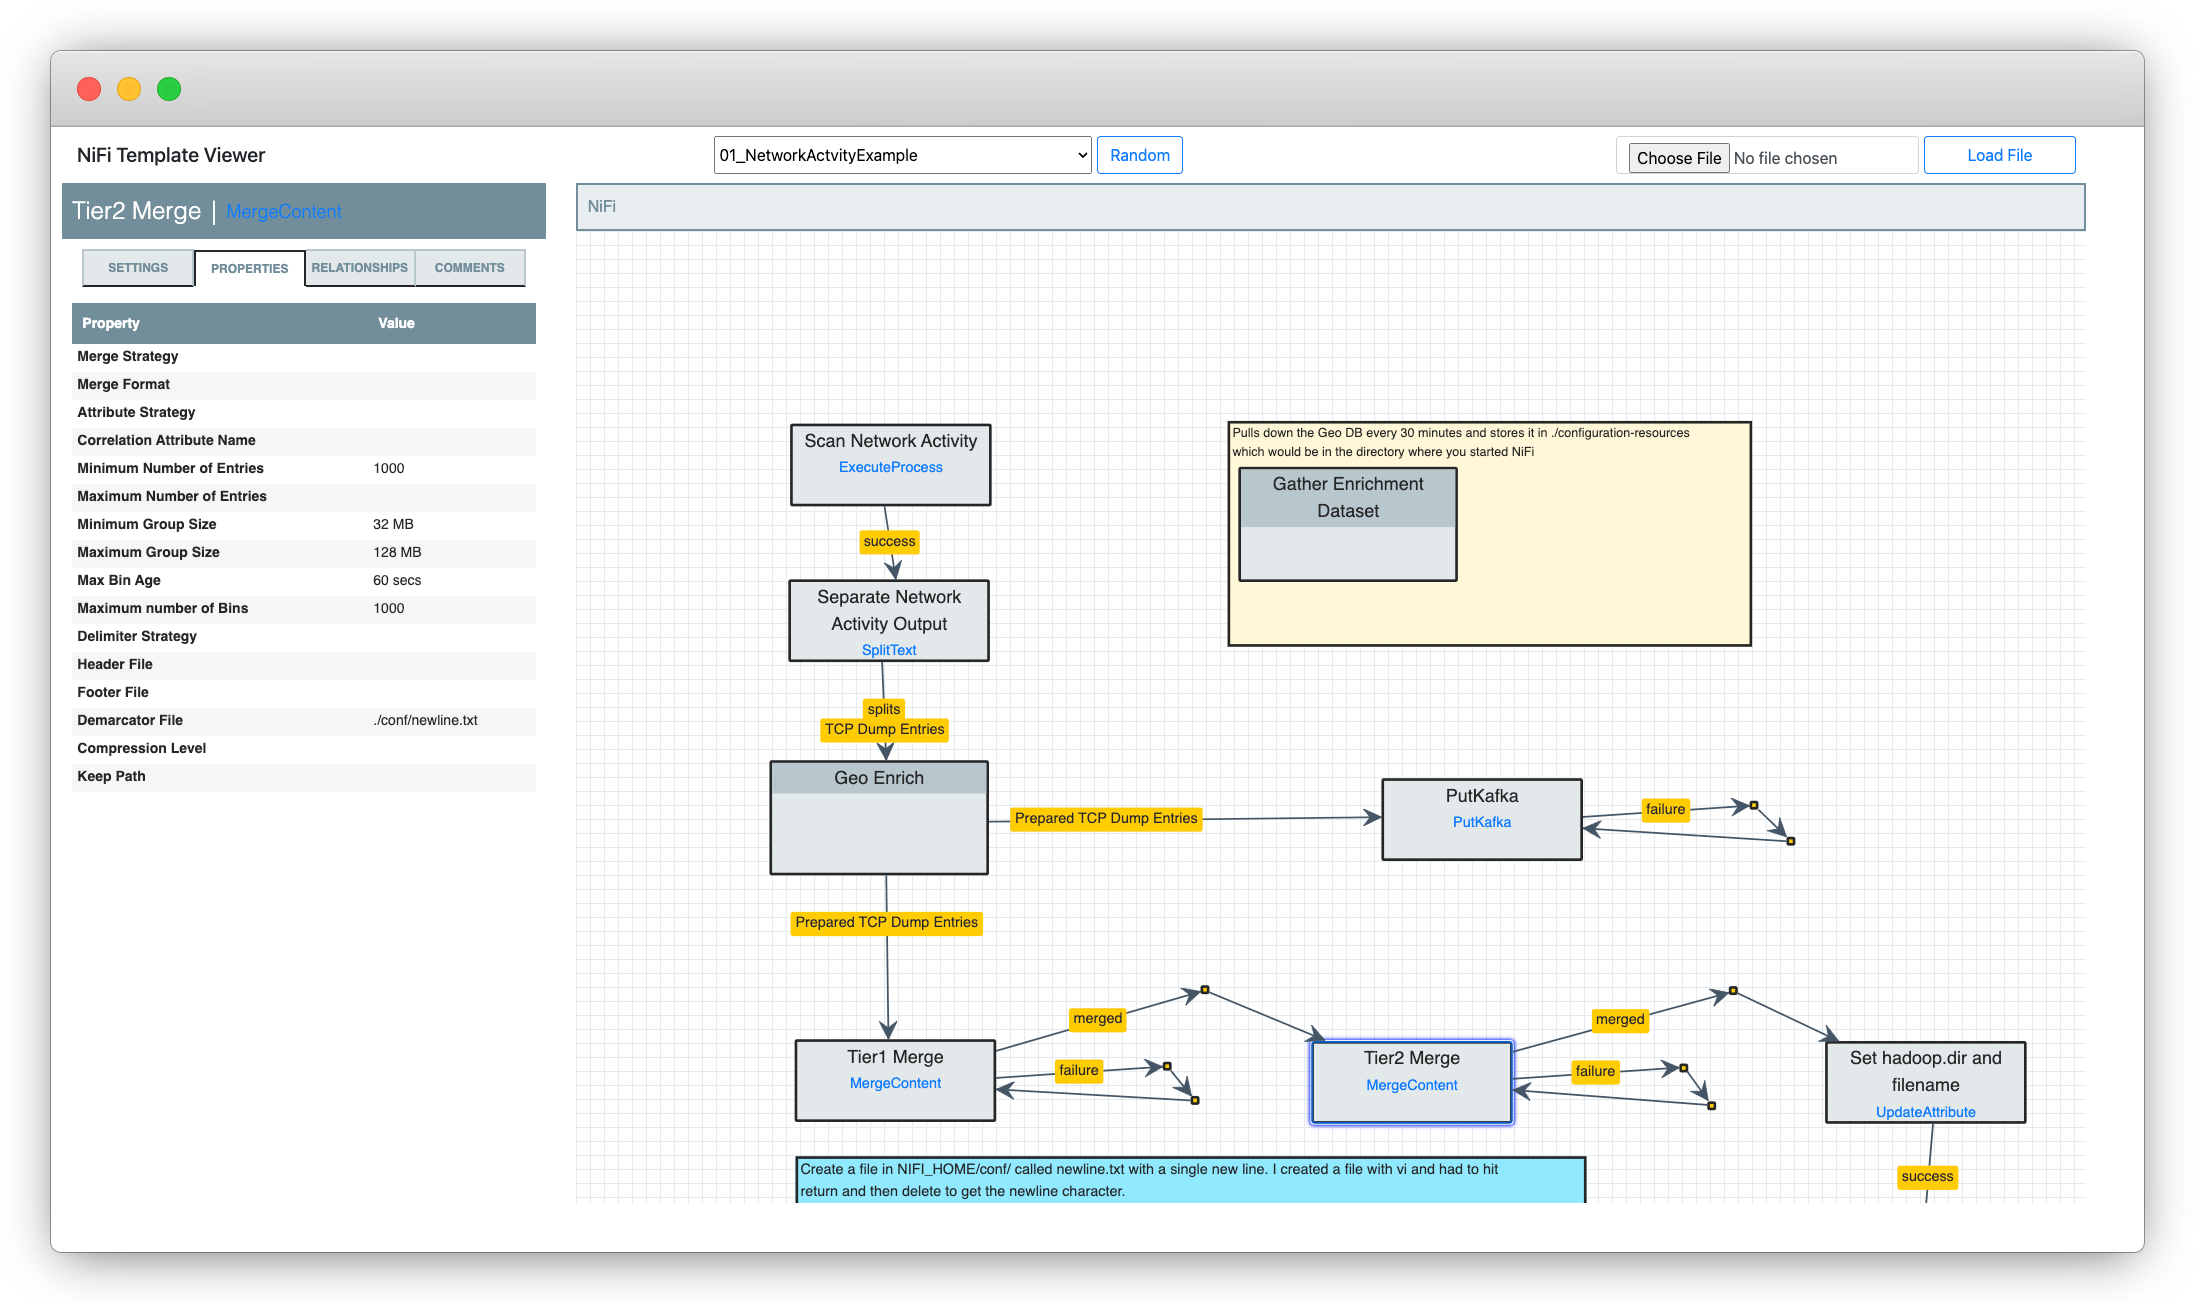 NiFi Template Viewer
01_NetworkActvityExample
Random
Choose File No file chosen
Load File
Tier2 Merge | MergeContent
SETTINGS
PROPERTIES
RELATIONSHIPS
COMMENTS
Property Value
Merge Strategy
Merge Format
Attribute Strategy
Correlation Attribute Name
Minimum Number of Entries 1000
Maximum Number of Entries
Minimum Group Size 32 MB
Maximum Group Size 128 MB
Max Bin Age 60 secs
Maximum number of Bins 1000
Delimiter Strategy
Header File
Footer File
Demarcator File ./conf/newline.txt
Compression Level
Keep Path
NiFi
Scan Network Activity
ExecuteProcess
success
Separate Network
Activity Output
SplitText
splits
TCP Dump Entries
Geo Enrich
Pulls down the Geo DB every 30 minutes and stores it in ./configuration-resources
which would be in the directory where you started NiFi
Gather Enrichment
Dataset
Prepared TCP Dump Entries
PutKafka
PutKafka
failure
Prepared TCP Dump Entries
Tier1 Merge
MergeContent
merged
failure
Tier2 Merge
MergeContent
merged
failure
Set hadoop.dir and
filename
UpdateAttribute
success
Create a file in NIFI_HOME/conf/ called newline.txt with a single new line. I created a file with vi and had to hit
return and then delete to get the newline character.